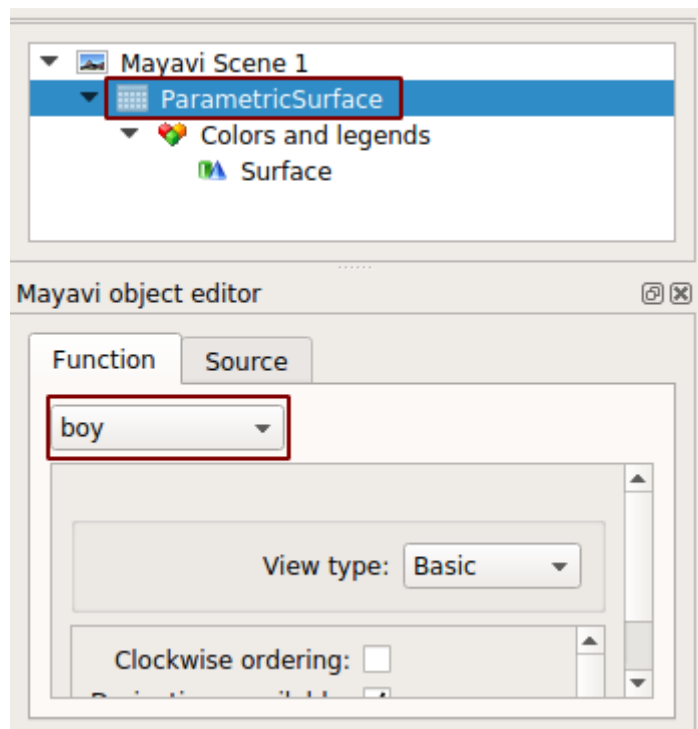 Mayavi Scene 1
ParametricSurface
Colors and legends
Surface
Mayavi object editor
Function Source
boy
View type: Basic
Clockwise ordering: